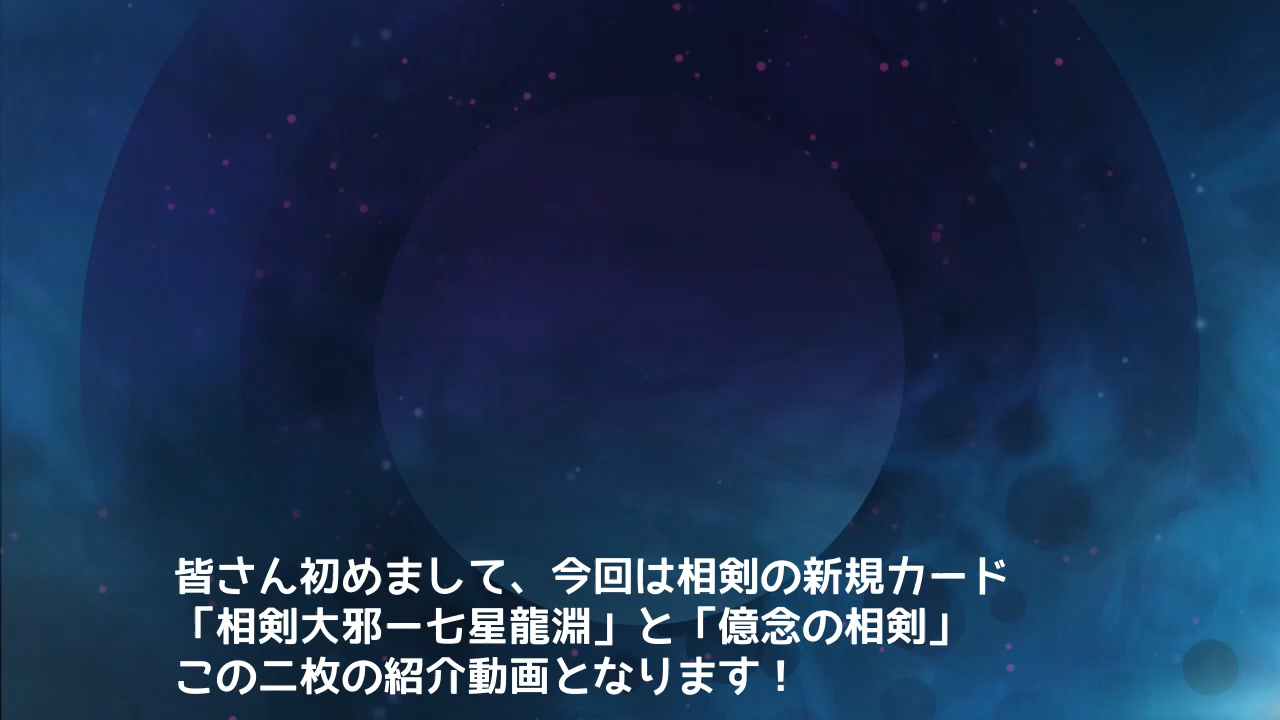 皆さん初めまして、今回は相剣の新規カード
「相剣大邪ー七星龍淵」と「億念の相剣」
この二枚の紹介動画となります！